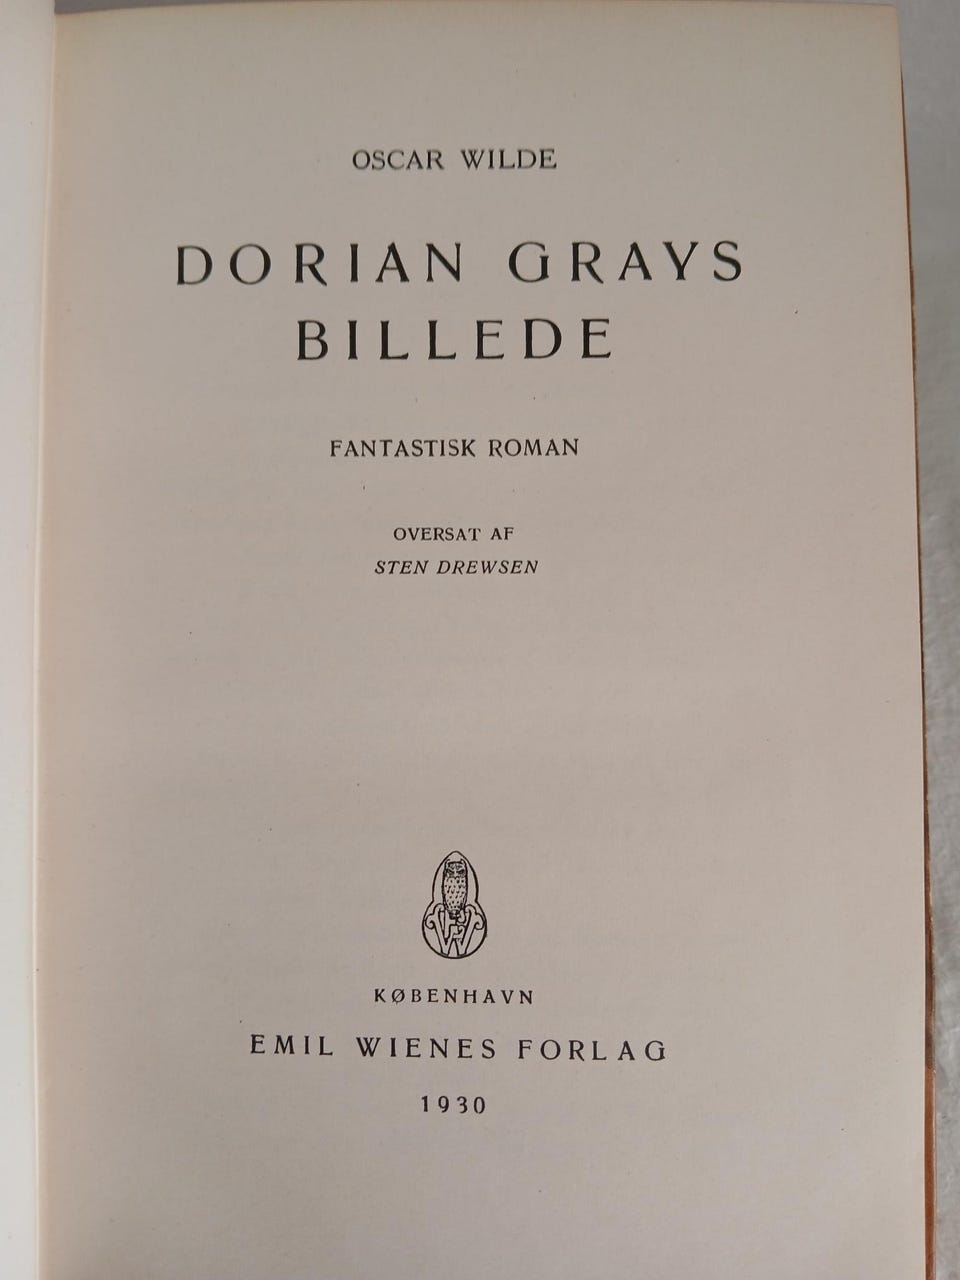 OSCAR WILDE
DORIAN GRAYS
BILLEDE
FANTASTISK ROMAN
OVERSAT AF
STEN DREWSEN
KØBENHAVN
EMIL WIENES FORLAG
1930